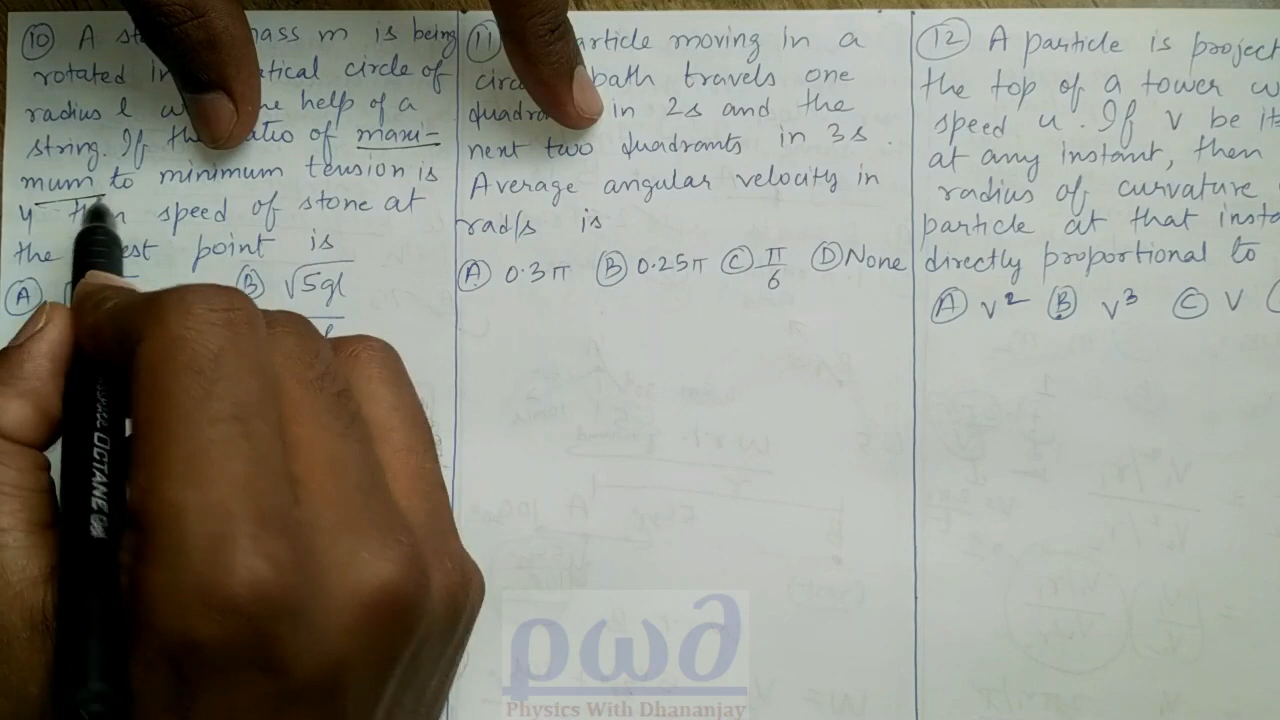 10 A mass m is being
rotated in circle of
radius l help of a
string. If ratio of maxi-
mum to minimum tension is
4 speed of stone at
the point is
A B √5gl
11 particle moving in a
path travels one
in 2s and the
next two quadrants in 3s.
Average angular velocity in
rad/s is
A 0.3π B 0.25π C π/6 D None
12 A particle is project
the top of a tower
speed u. If v be it
at any instant, then
radius of curvature
particle at that insta
directly proportional to
A v² B v³ C v
OCTANE
ρωd
Physics With Dhananjay